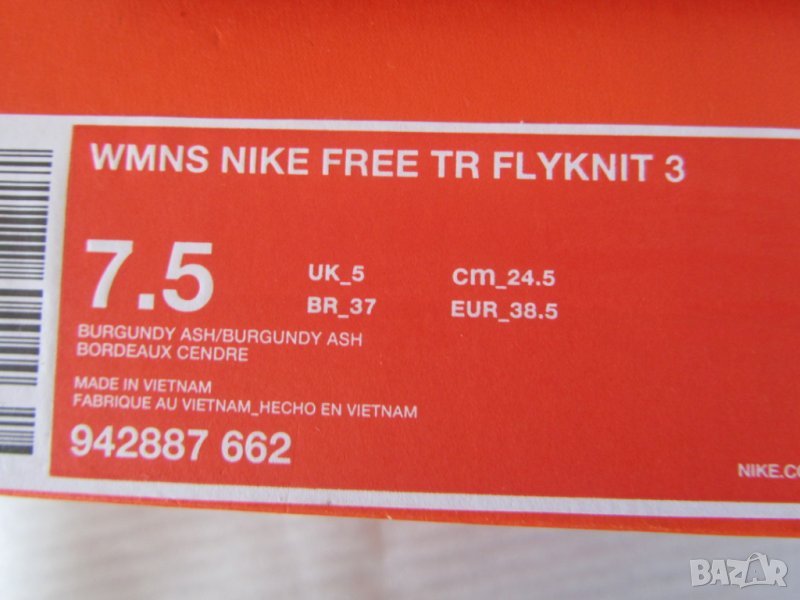 WMNS NIKE FREE TR FLYKNIT 3
7.5
UK_5 cm_24.5
BR_37 EUR_38.5
BURGUNDY ASH/BURGUNDY ASH
BORDEAUX CENDRE
MADE IN VIETNAM
FABRIQUE AU VIETNAM_HECHO EN VIETNAM
942887 662
NIKE.CO
BAZAR